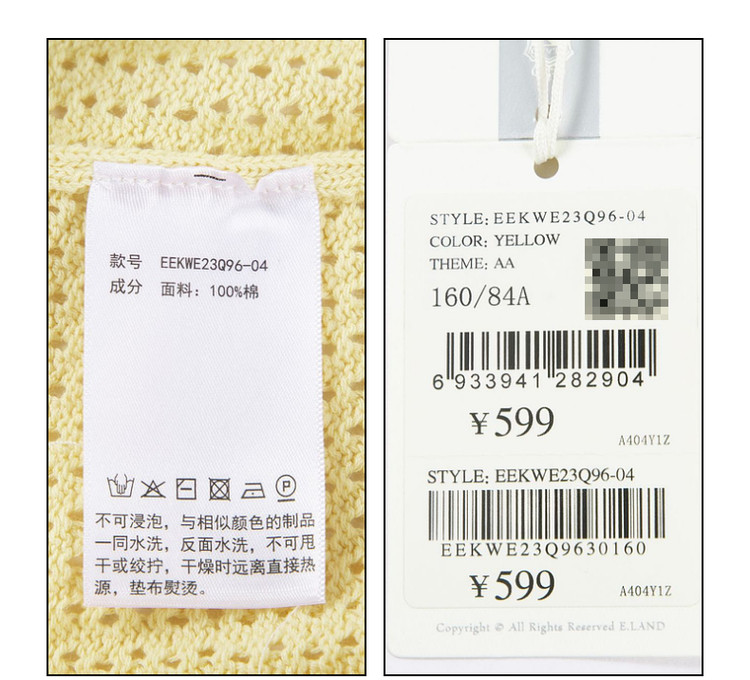 款号 EEKWE23Q96-04
成分 面料：100%棉
P
不可浸泡，与相似颜色的制品
一同水洗，反面水洗，不可甩
干或绞拧，干燥时远离直接热
源，垫布熨烫。
STYLE: EEKWE23Q96-04
COLOR: YELLOW
THEME: AA
160/84A
6 933941 282904
¥599
A404Y1Z
STYLE: EEKWE23Q96-04
EEKWE23Q9630160
¥599
A404Y1Z
Copyright © All Rights Reserved E.LAND